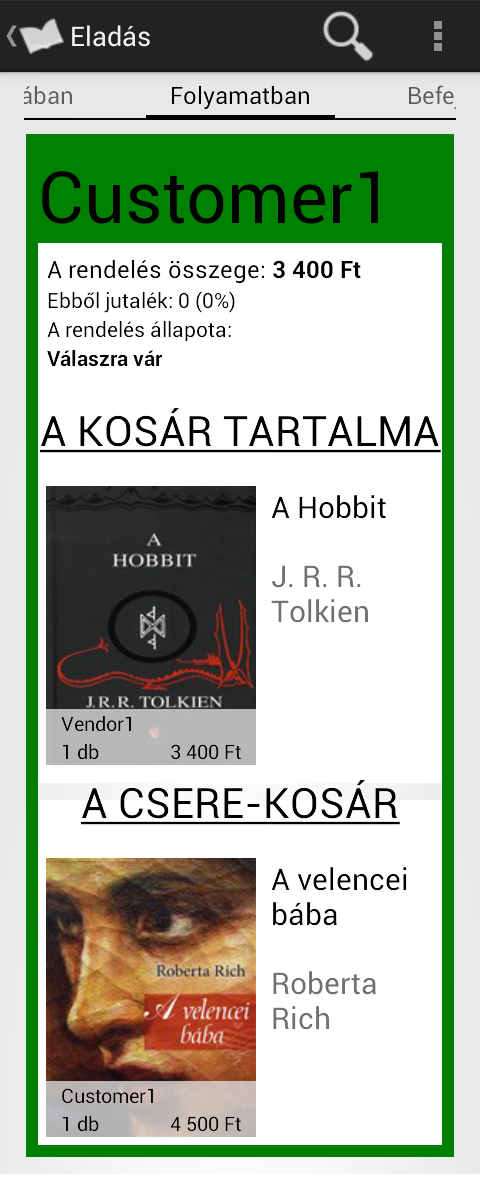 Eladás
ában
Folyamatban
Befe
Customer1
A rendelés összege: 3 400 Ft
Ebből jutalék: 0 (0%)
A rendelés állapota:
Válaszra vár
A KOSÁR TARTALMA
A
HOBBIT
J.R.R. TOLKIEN
Vendor1
1 db 3 400 Ft
A Hobbit
J. R. R.
Tolkien
A CSERE-KOSÁR
Roberta Rich
A velencei
bába
Customer1
1 db 4 500 Ft
A velencei
bába
Roberta
Rich